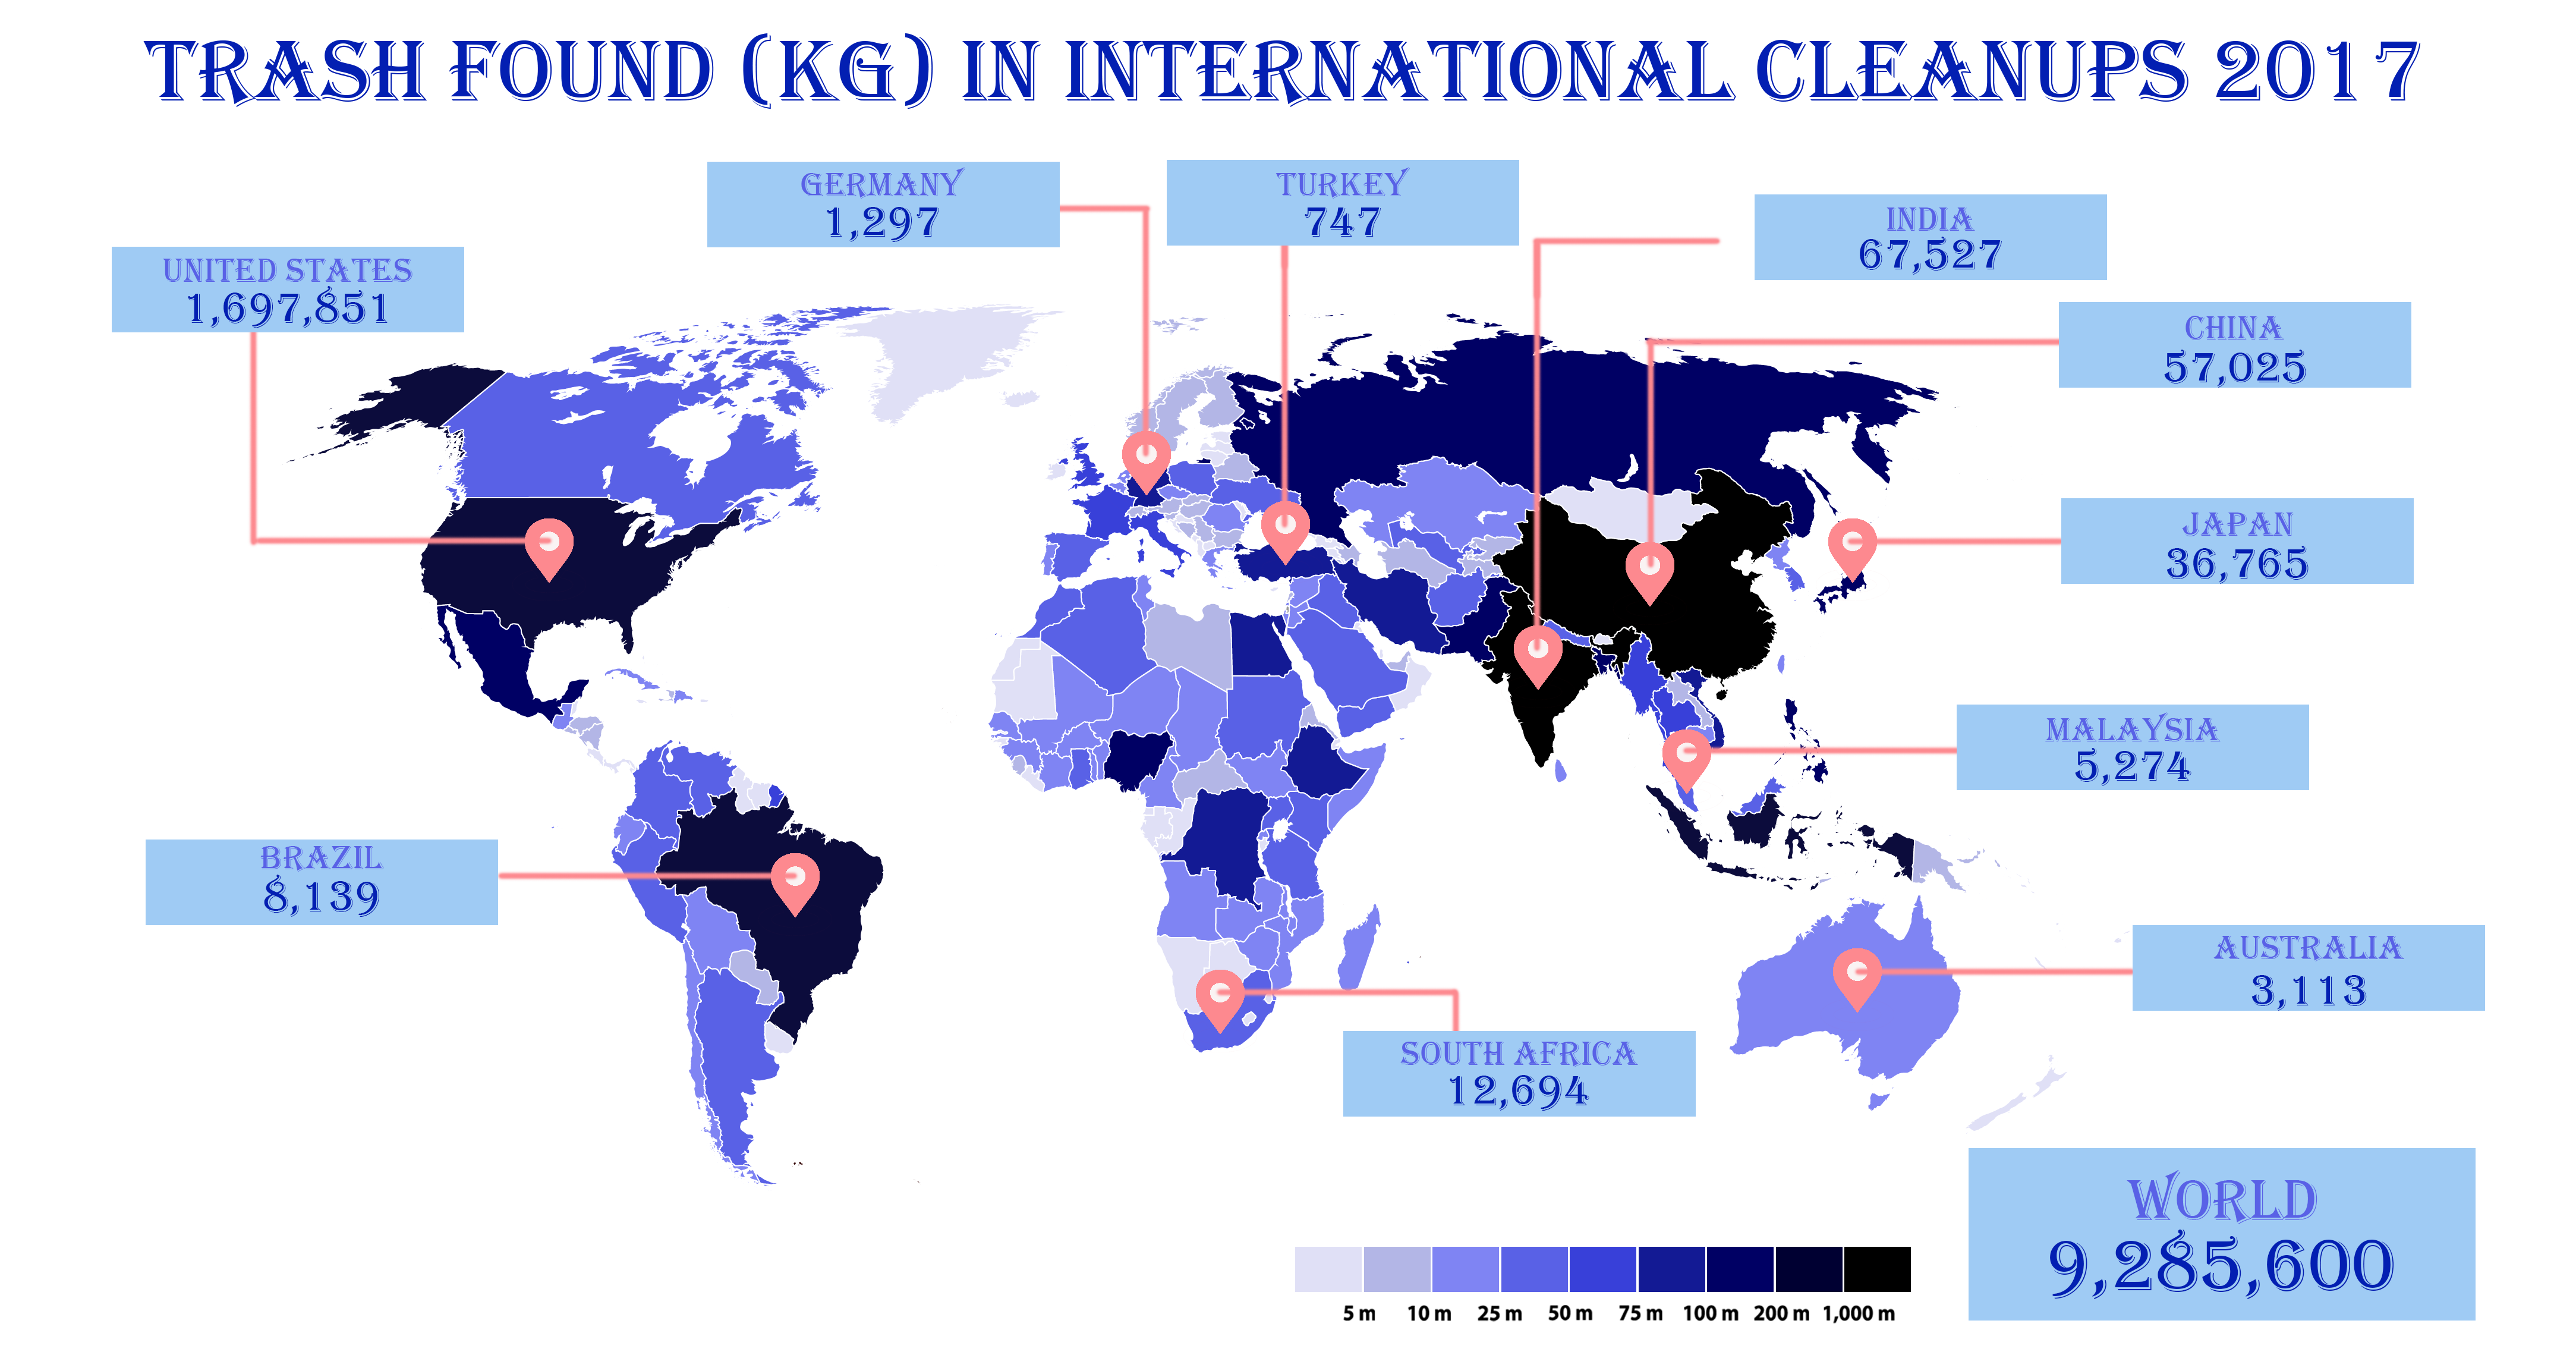 TRASH FOUND (KG) IN INTERNATIONAL CLEANUPS 2017
GERMANY
1,297
TURKEY
747
INDIA
67,527
UNITED STATES
1,697,851
CHINA
57,025
JAPAN
36,765
MALAYSIA
5,274
BRAZIL
8,139
AUSTRALIA
3,113
SOUTH AFRICA
12,694
WORLD
9,285,600
5 m 10 m 25 m 50 m 75 m 100 m 200 m 1,000 m